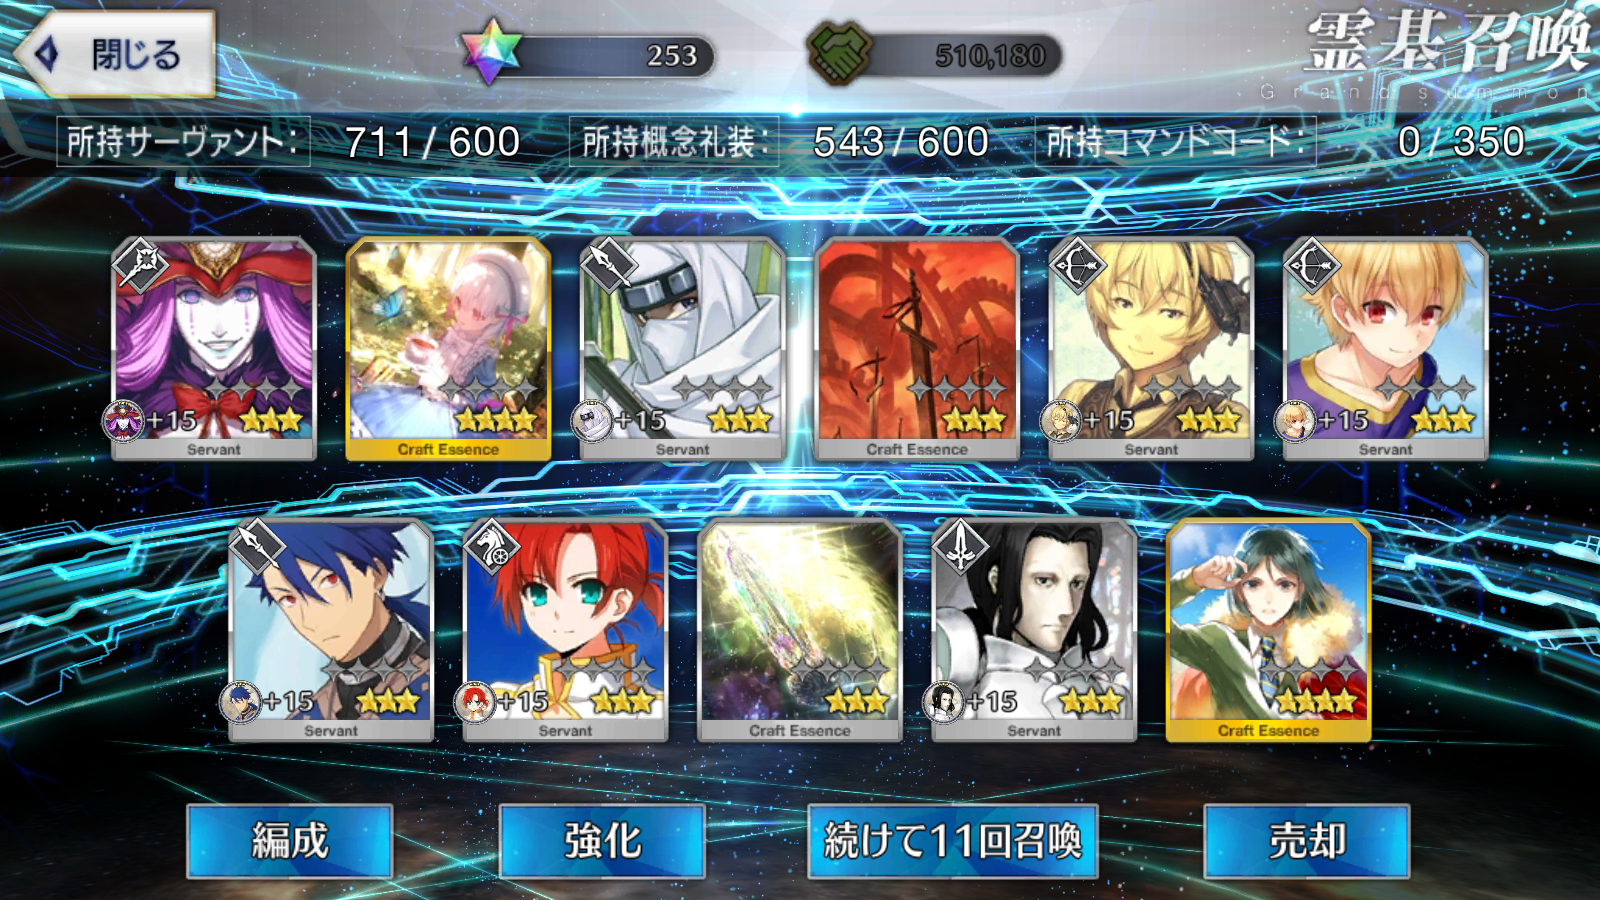 閉じる
253
510,180
霊基召喚
Grand summon
所持サーヴァント: 711 / 600
所持概念礼装: 543 / 600
所持コマンドコード: 0 / 350
+15
+15
+15
+15
Servant
Craft Essence
Servant
Craft Essence
Servant
Servant
+15
+15
+15
Servant
Servant
Craft Essence
Servant
Craft Essence
編成
強化
続けて11回召喚
売却